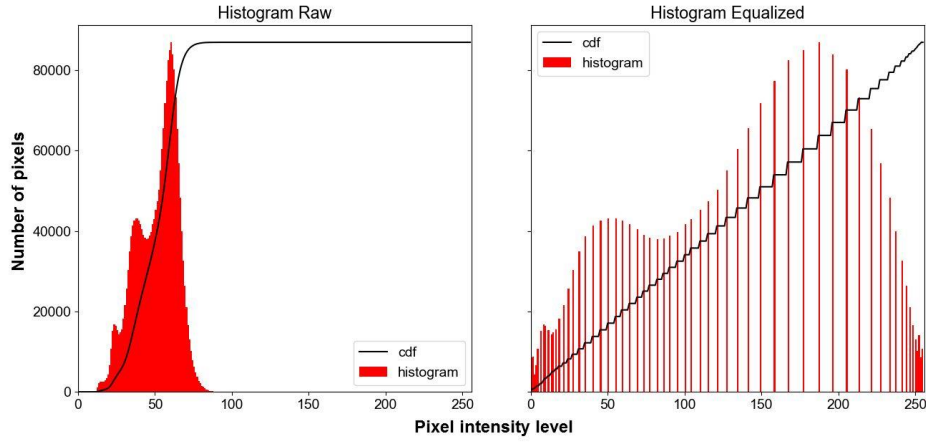 Histogram Raw
Histogram Equalized
Number of pixels
80000
60000
40000
20000
0
0 50 100 150 200 250
cdf
histogram
cdf
histogram
0 50 100 150 200 250
Pixel intensity level